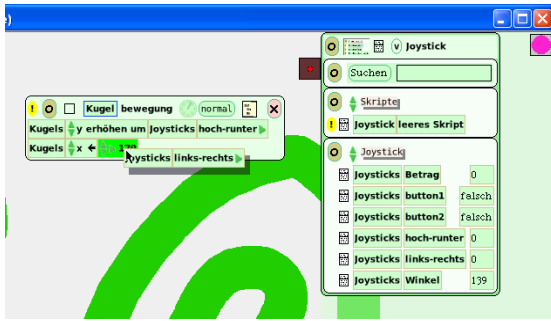 e)
Joystick
Suchen
Skripte
! Joystick leeres Skript
Joystick
Joysticks Betrag 0
Joysticks button1 falsch
Joysticks button2 falsch
Joysticks hoch-runter 0
Joysticks links-rechts 0
Joysticks Winkel 139
! Kugel bewegung normal
Kugels y erhöhen um Joysticks hoch-runter
Kugels x ← 170
Joysticks links-rechts